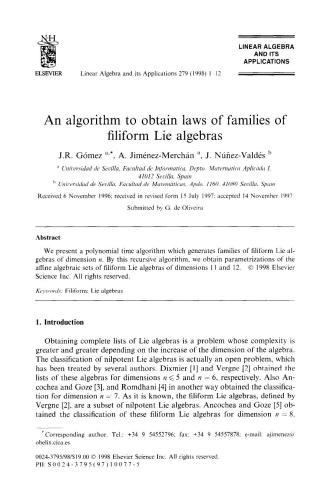 NH
ELSEVIER
LINEAR ALGEBRA
AND ITS
APPLICATIONS
Linear Algebra and its Applications 279 (1998) 1–12
An algorithm to obtain laws of families of
filiform Lie algebras
J.R. Gómez a,*, A. Jiménez-Merchán a, J. Núñez-Valdés b
a Universidad de Sevilla, Facultad de Informática, Depto. Matematica Aplicada I,
41012 Sevilla, Spain
b Universidad de Sevilla, Facultad de Matemáticas, Apdo. 1160, 41080 Sevilla, Spain
Received 6 November 1996; received in revised form 15 July 1997; accepted 14 November 1997
Submitted by G. de Oliveira
Abstract
We present a polynomial time algorithm which generates families of filiform Lie al-
gebras of dimension n. By this recursive algorithm, we obtain parametrizations of the
affine algebraic sets of filiform Lie algebras of dimensions 11 and 12. © 1998 Elsevier
Science Inc. All rights reserved.
Keywords: Filiform; Lie algebras
1. Introduction
Obtaining complete lists of Lie algebras is a problem whose complexity is
greater and greater depending on the increase of the dimension of the algebra.
The classification of nilpotent Lie algebras is actually an open problem, which
has been treated by several authors. Dixmier [1] and Vergne [2] obtained the
lists of these algebras for dimensions n ⩽ 5 and n = 6, respectively. Also An-
cochea and Goze [3], and Romdhani [4] in another way obtained the classifica-
tion for dimension n = 7. As it is known, the filiform Lie algebras, defined by
Vergne [2], are a subset of nilpotent Lie algebras. Ancochea and Goze [5] ob-
tained the classification of these filiform Lie algebras for dimension n = 8,
* Corresponding author. Tel.: +34 9 54552796; fax: +34 9 54557878; e-mail: ajimenez@
obelix.cica.es.
0024-3795/98/$19.00 © 1998 Elsevier Science Inc. All rights reserved.
PII: S0024-3795(97)10077-5